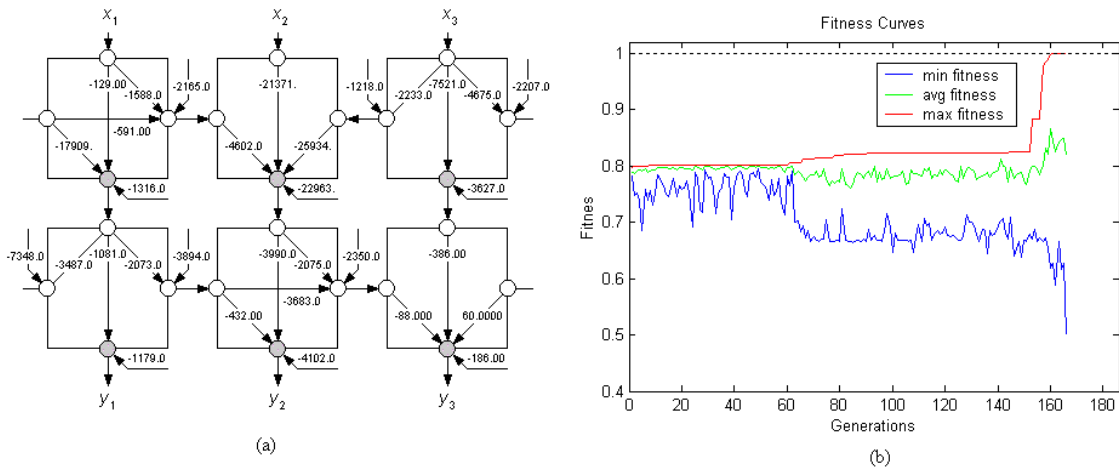 x1 x2 x3
-129.00 -1588.0 -2165.0 -21371. -1218.0 -2233.0 -7521.0 -4675.0 -2207.0
-591.00
-17909. -4602.0 -25934.
-1316.0 -22963. -3627.0
-7348.0 -3487.0 -1081.0 -2073.0 -3894.0 -3990.0 -2075.0 -2350.0 -386.00
-3683.0
-432.00 -88.000 60.0000
-1179.0 -4102.0 -186.00
y1 y2 y3
(a)
Fitness Curves
1
0.9
0.8
0.7
0.6
0.5
0.4
Fitnes
min fitness
avg fitness
max fitness
0 20 40 60 80 100 120 140 160 180
Generations
(b)